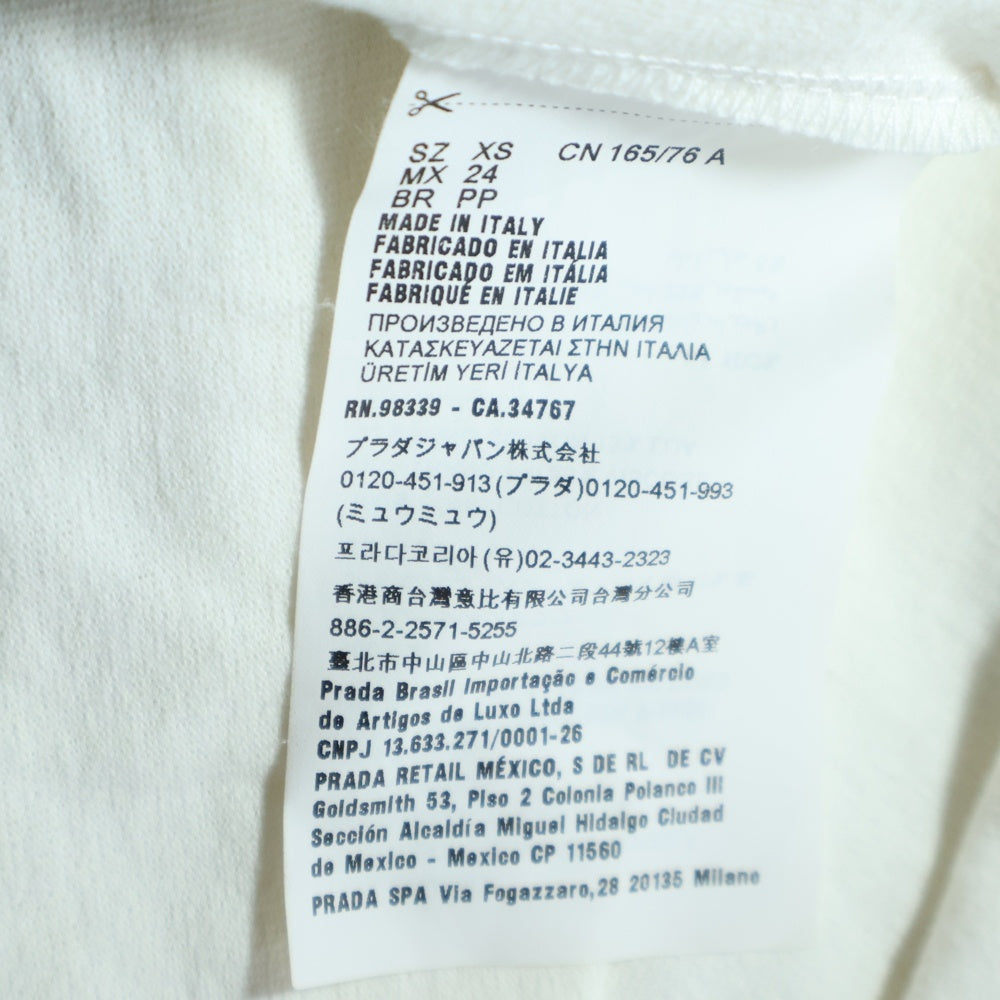 SZ XS CN 165/76 A
MX 24
BR PP
MADE IN ITALY
FABRICADO EN ITALIA
FABRICADO EM ITÁLIA
FABRIQUÉ EN ITALIE
ПРОИЗВЕДЕНО В ИТАЛИЯ
ΚΑΤΑΣΚΕΥΑΖΕΤΑΙ ΣΤΗΝ ΙΤΑΛΙΑ
ÜRETİM YERİ İTALYA
RN.98339 - CA.34767
プラダジャパン株式会社
0120-451-913(プラダ)0120-451-993
(ミュウミュウ)
프라다코리아(유)02-3443-2323
香港商台灣意比有限公司台灣分公司
886-2-2571-5255
臺北市中山區中山北路二段44號12樓A室
Prada Brasil Importação e Comércio
de Artigos de Luxo Ltda
CNPJ 13.633.271/0001-26
PRADA RETAIL MÉXICO, S DE RL DE CV
Goldsmith 53, Piso 2 Colonia Polanco III
Sección Alcaldía Miguel Hidalgo Ciudad
de Mexico - Mexico CP 11560
PRADA SPA Via Fogazzaro,28 20135 Milano